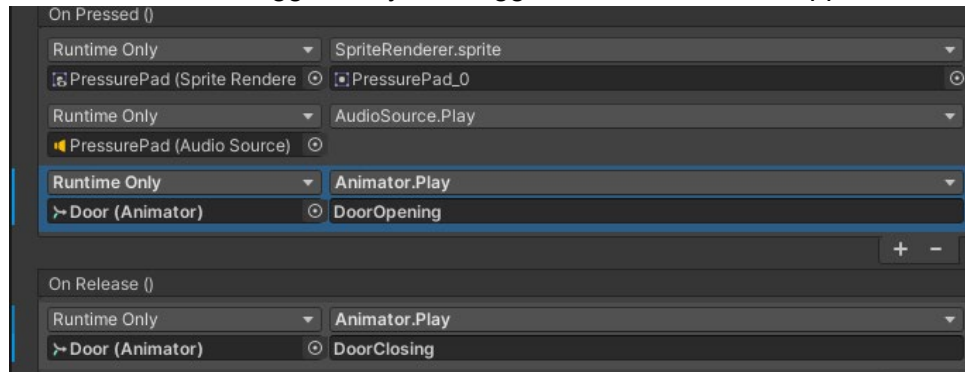 On Pressed ()
Runtime Only SpriteRenderer.sprite
PressurePad (Sprite Rendere PressurePad_0
Runtime Only AudioSource.Play
PressurePad (Audio Source)
Runtime Only Animator.Play
Door (Animator) DoorOpening
+ -
On Release ()
Runtime Only Animator.Play
Door (Animator) DoorClosing